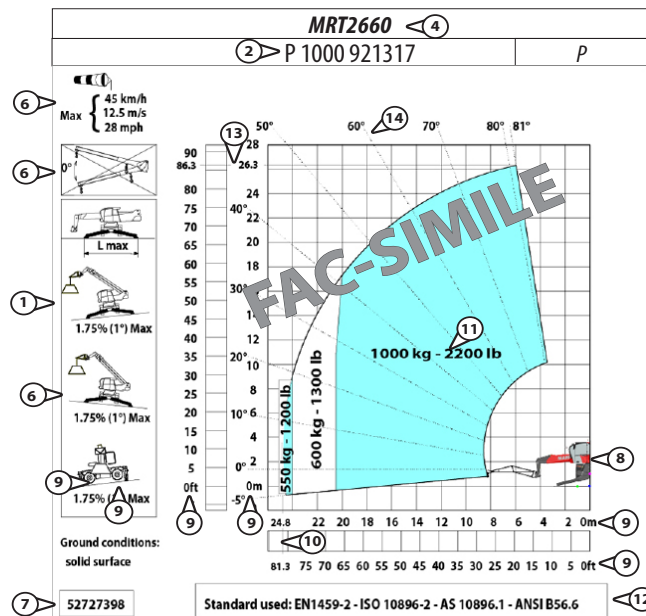 MRT2660 4
2 P 1000 921317 P
6 Max 45 km/h
12.5 m/s
28 mph
13 14
50° 60° 70° 80° 81°
90 28
86.3 26.3
6 0°
80 24
75 22
40°
70
65 20
L max
60 18
55 16
1 50 30° 14
1.75% (1°) Max
45
40 12
35 20° 10
30 8
6 25
20 10° 6
1.75% (1°) Max
15 4
10 2
5 0°
0ft 0m
-5°
FAC-SIMILE
11
1000 kg - 2200 lb
600 kg - 1300 lb
550 kg - 1200 lb
8
9 1.75% (1°) Max
9 9 9
24.8 22 20 18 16 14 12 10 8 6 4 2 0m 9
10
81.3 75 70 65 60 55 50 45 40 35 30 25 20 15 10 5 0ft 9
Ground conditions:
solid surface
7 52727398
Standard used: EN1459-2 - ISO 10896-2 - AS 10896.1 - ANSI B56.6 12